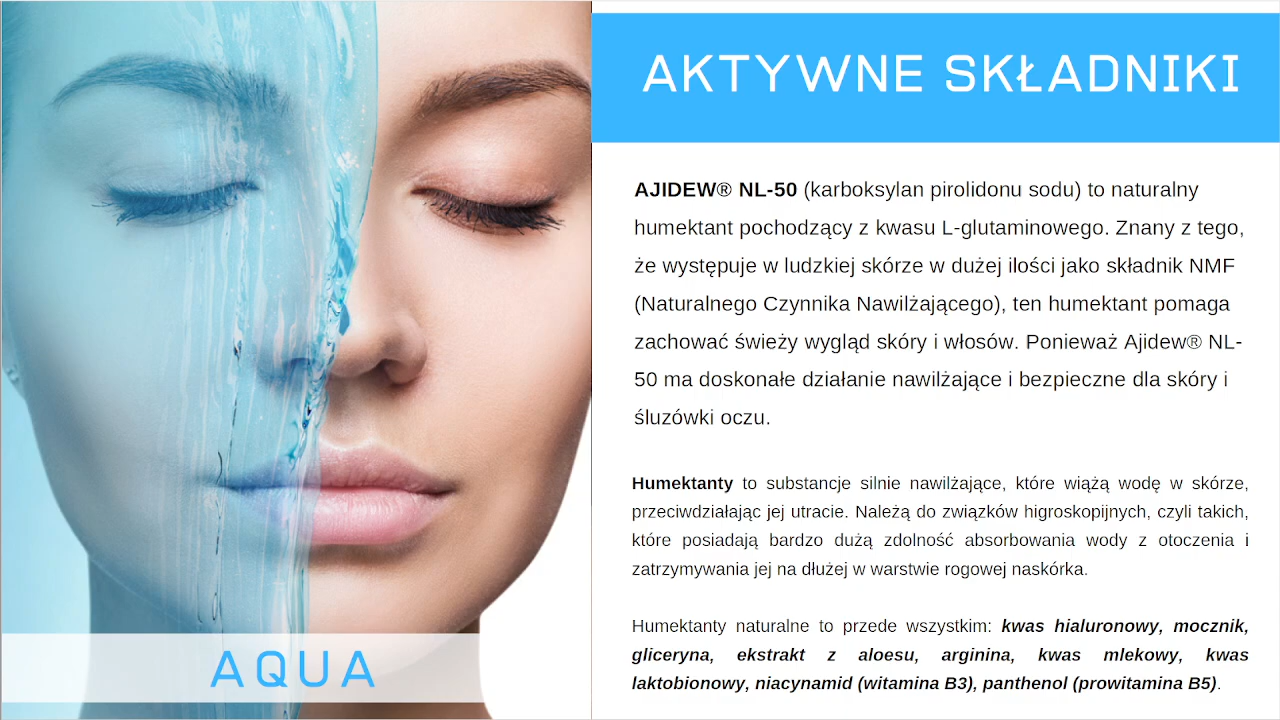 AKTYWNE SKŁADNIKI
AJIDEW® NL-50 (karboksylan pirolidonu sodu) to naturalny
humektant pochodzący z kwasu L-glutaminowego. Znany z tego,
że występuje w ludzkiej skórze w dużej ilości jako składnik NMF
(Naturalnego Czynnika Nawilżającego), ten humektant pomaga
zachować świeży wygląd skóry i włosów. Ponieważ Ajidew® NL-
50 ma doskonałe działanie nawilżające i bezpieczne dla skóry i
śluzówki oczu.
Humektanty to substancje silnie nawilżające, które wiążą wodę w skórze,
przeciwdziałając jej utracie. Należą do związków higroskopijnych, czyli takich,
które posiadają bardzo dużą zdolność absorbowania wody z otoczenia i
zatrzymywania jej na dłużej w warstwie rogowej naskórka.
Humektanty naturalne to przede wszystkim: kwas hialuronowy, mocznik,
gliceryna, ekstrakt z aloesu, arginina, kwas mlekowy, kwas
laktobionowy, niacynamid (witamina B3), panthenol (prowitamina B5).
AQUA